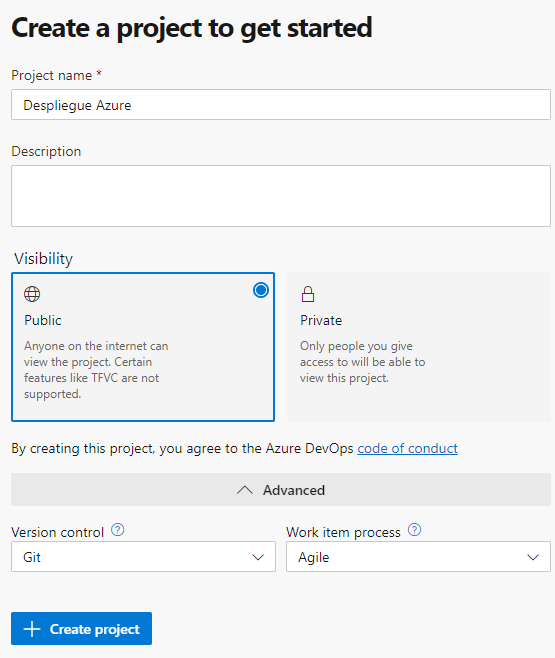 Create a project to get started
Project name *
Despliegue Azure
Description
Visibility
Public
Anyone on the internet can
view the project. Certain
features like TFVC are not
supported.
Private
Only people you give
access to will be able to
view this project.
By creating this project, you agree to the Azure DevOps code of conduct
Advanced
Version control ?
Git
Work item process ?
Agile
+ Create project